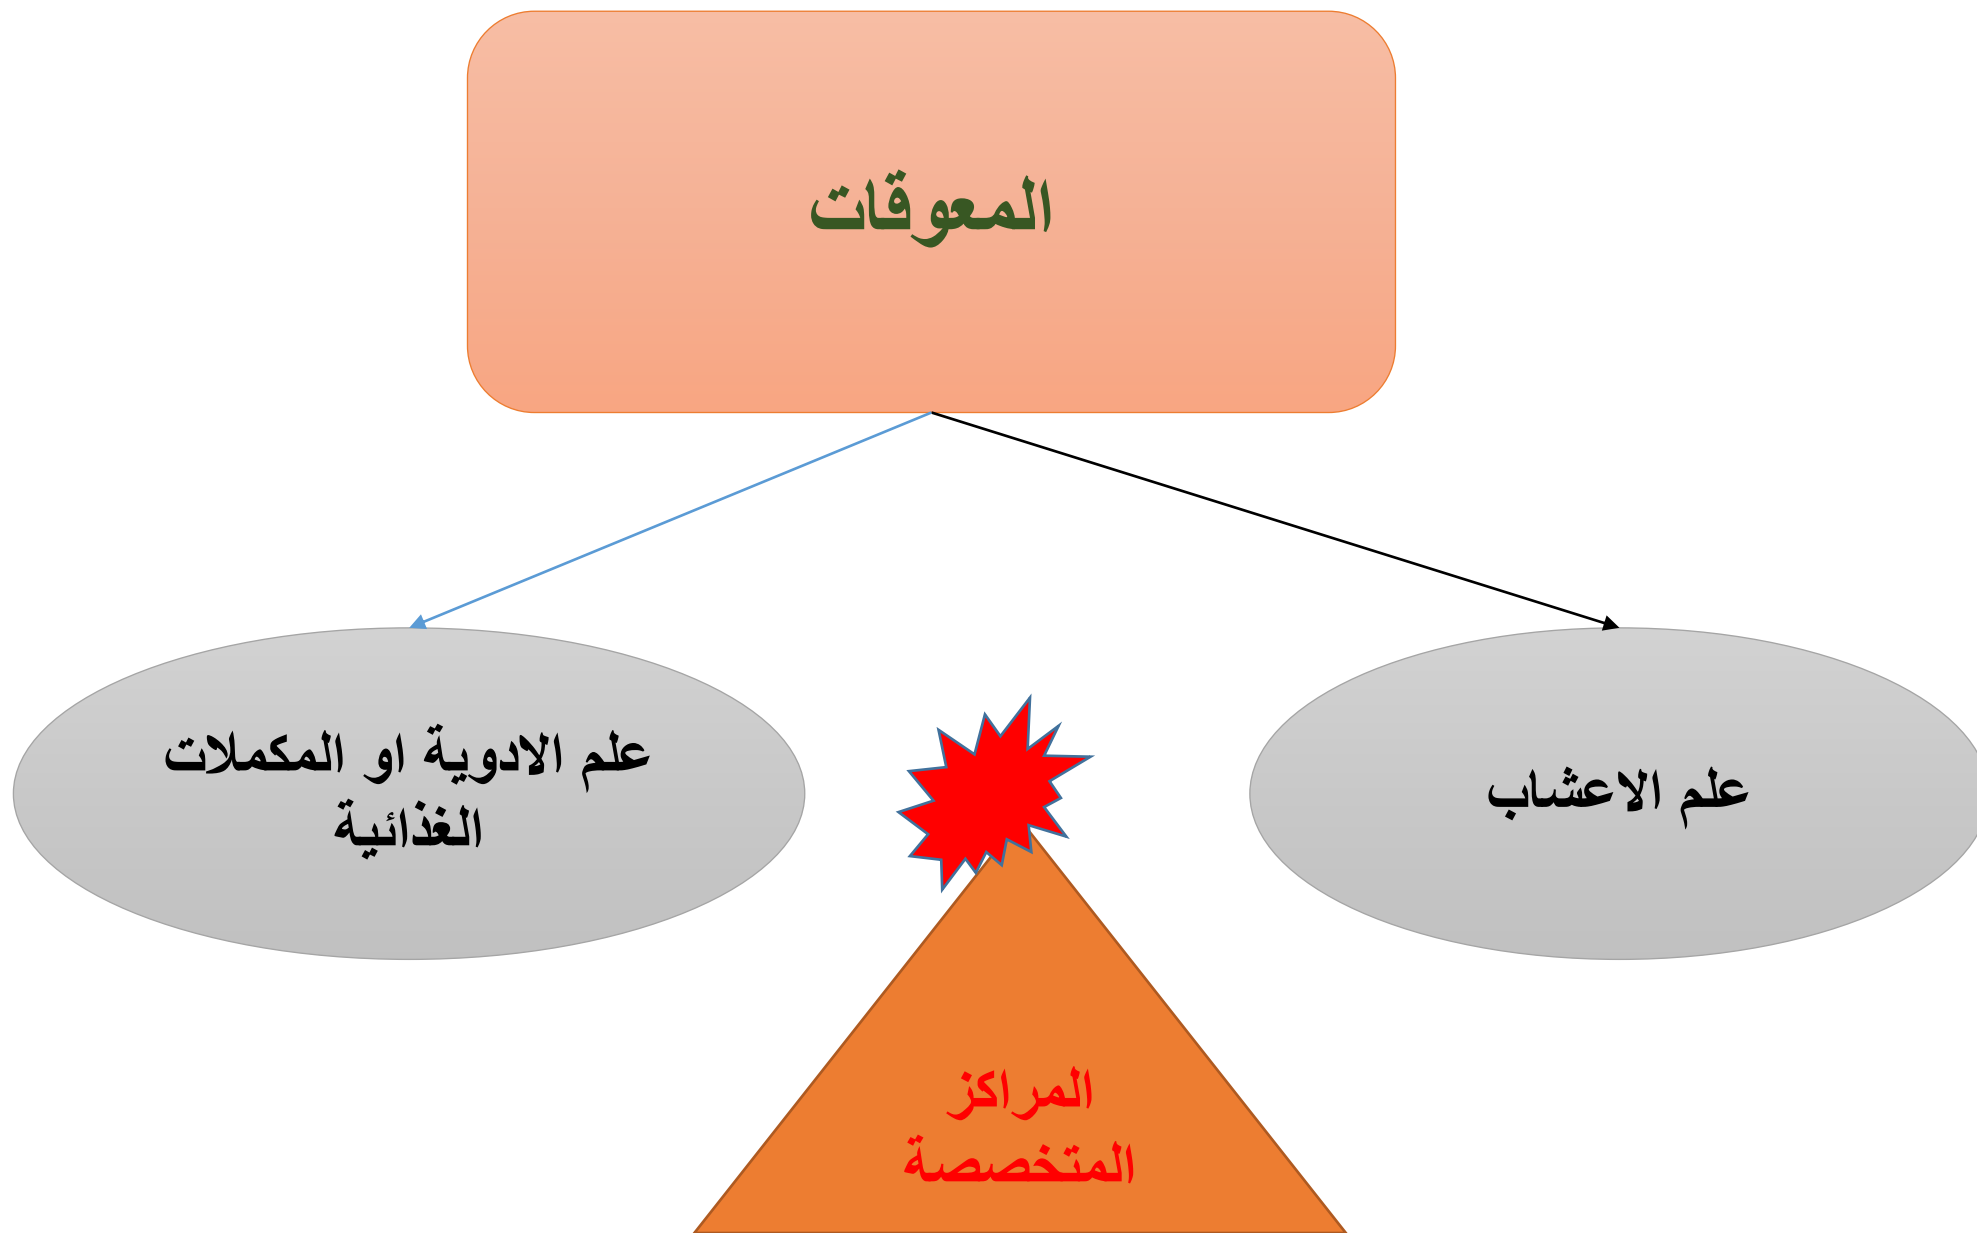 المعوقات
علم الاعشاب
علم الادوية او المكملات
الغذائية
المراكز
المتخصصة